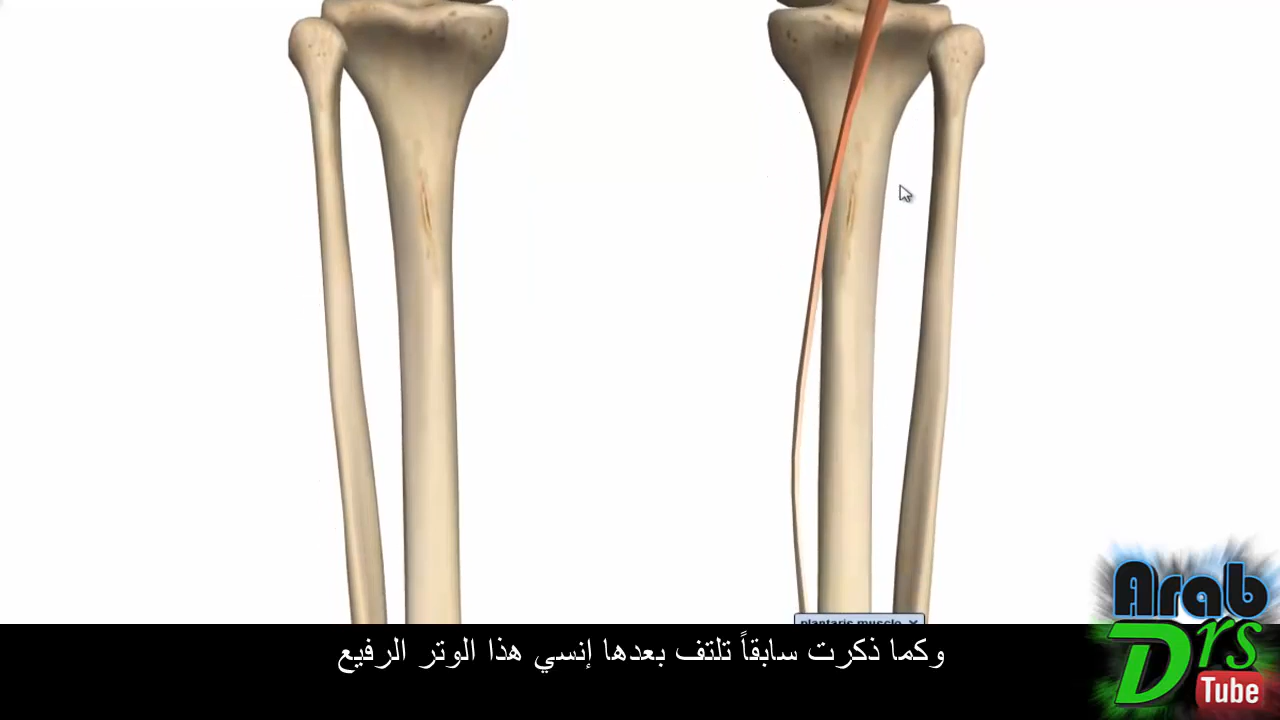 plantaris muscle ×
وكما ذكرت سابقاً تلتف بعدها إنسي هذا الوتر الرفيع
Arab
Drs
Tube